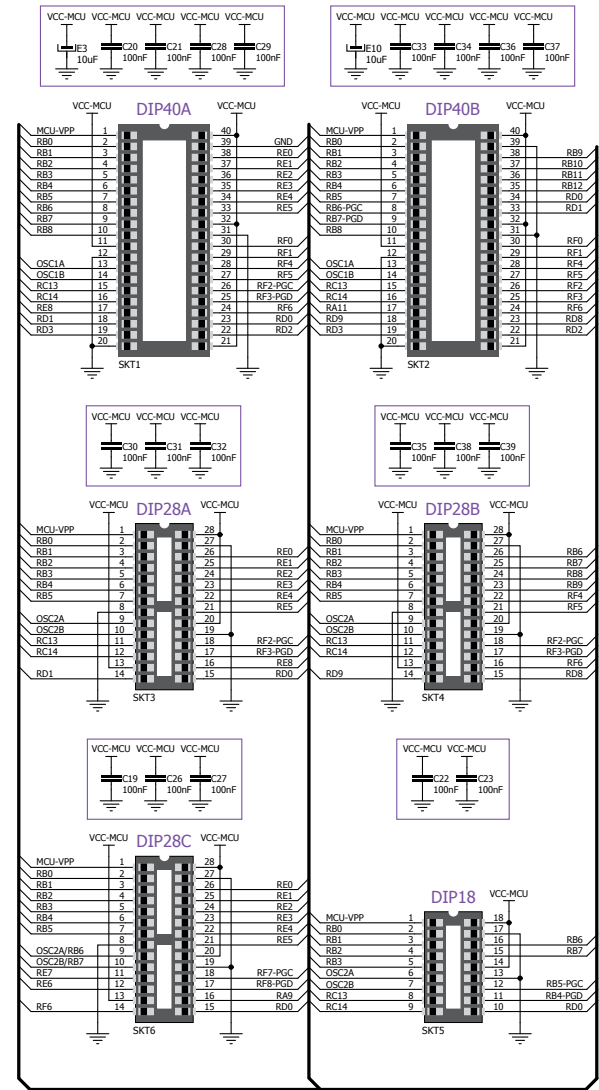 VCC-MCU VCC-MCU VCC-MCU VCC-MCU VCC-MCU
E3 C20 C21 C28 C29
10uF 100nF 100nF 100nF 100nF
VCC-MCU VCC-MCU VCC-MCU VCC-MCU VCC-MCU
E10 C33 C34 C36 C37
10uF 100nF 100nF 100nF 100nF
VCC-MCU DIP40A VCC-MCU
MCU-VPP 1 40
RB0 2 39 GND
RB1 3 38 RE0
RB2 4 37 RE1
RB3 5 36 RE2
RB4 6 35 RE3
RB5 7 34 RE4
RB6 8 33 RE5
RB7 9 32
RB8 10 31
11 30 RF0
12 29 RF1
OSC1A 13 28 RF4
OSC1B 14 27 RF5
RC13 15 26 RF2-PGC
RC14 16 25 RF3-PGD
RE8 17 24 RF6
RD1 18 23 RD0
RD3 19 22 RD2
20 21
SKT1
VCC-MCU DIP40B VCC-MCU
MCU-VPP 1 40
RB0 2 39
RB1 3 38 RB9
RB2 4 37 RB10
RB3 5 36 RB11
RB4 6 35 RB12
RB5 7 34 RD0
RB6-PGC 8 33 RD1
RB7-PGD 9 32
RB8 10 31
11 30 RF0
12 29 RF1
OSC1A 13 28 RF4
OSC1B 14 27 RF5
RC13 15 26 RF2
RC14 16 25 RF3
RA11 17 24 RF6
RD9 18 23 RD8
RD3 19 22 RD2
20 21
SKT2
VCC-MCU VCC-MCU VCC-MCU
C30 C31 C32
100nF 100nF 100nF
VCC-MCU VCC-MCU VCC-MCU
C35 C38 C39
100nF 100nF 100nF
VCC-MCU DIP28A VCC-MCU
MCU-VPP 1 28
RB0 2 27
RB1 3 26 RE0
RB2 4 25 RE1
RB3 5 24 RE2
RB4 6 23 RE3
RB5 7 22 RE4
8 21 RE5
OSC2A 9 20
OSC2B 10 19
RC13 11 18 RF2-PGC
RC14 12 17 RF3-PGD
13 16 RE8
RD1 14 15 RD0
SKT3
VCC-MCU DIP28B VCC-MCU
MCU-VPP 1 28
RB0 2 27
RB1 3 26 RB6
RB2 4 25 RB7
RB3 5 24 RB8
RB4 6 23 RB9
RB5 7 22 RF4
8 21 RF5
OSC2A 9 20
OSC2B 10 19
RC13 11 18 RF2-PGC
RC14 12 17 RF3-PGD
13 16 RF6
RD9 14 15 RD8
SKT4
VCC-MCU VCC-MCU VCC-MCU
C19 C26 C27
100nF 100nF 100nF
VCC-MCU VCC-MCU
C22 C23
100nF 100nF
VCC-MCU DIP28C VCC-MCU
MCU-VPP 1 28
RB0 2 27
RB1 3 26 RE0
RB2 4 25 RE1
RB3 5 24 RE2
RB4 6 23 RE3
RB5 7 22 RE4
8 21 RE5
OSC2A/RB6 9 20
OSC2B/RB7 10 19
RE7 11 18 RF7-PGC
RE6 12 17 RF8-PGD
13 16 RA9
RF6 14 15 RD0
SKT6
DIP18 VCC-MCU
MCU-VPP 1 18
RB0 2 17
RB1 3 16 RB6
RB2 4 15 RB7
RB3 5 14
OSC2A 6 13
OSC2B 7 12 RB5-PGC
RC13 8 11 RB4-PGD
RC14 9 10 RD0
SKT5